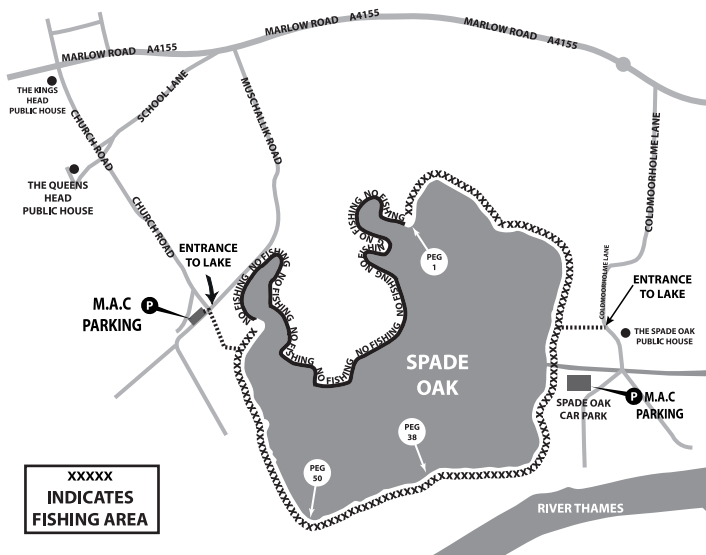 MARLOW ROAD A4155
MARLOW ROAD A4155
MARLOW ROAD A4155
THE KINGS
HEAD
PUBLIC HOUSE
SCHOOL LANE
MUSCHALLIK ROAD
CHURCH ROAD
COLDMOORHOLME LANE
THE QUEENS
HEAD
PUBLIC HOUSE
CHURCH ROAD
NO FISHING
NO FISHING
NO FISHING
NO FISHING
NO FISHING
NO FISHING
NO FISHING
NO FISHING
PEG
1
ENTRANCE
TO LAKE
COLDMOORHOLME LANE
ENTRANCE
TO LAKE
M.A.C P
PARKING
THE SPADE OAK
PUBLIC HOUSE
SPADE
OAK
SPADE OAK
CAR PARK
P M.A.C
PARKING
PEG
38
PEG
50
XXXXX
INDICATES
FISHING AREA
RIVER THAMES